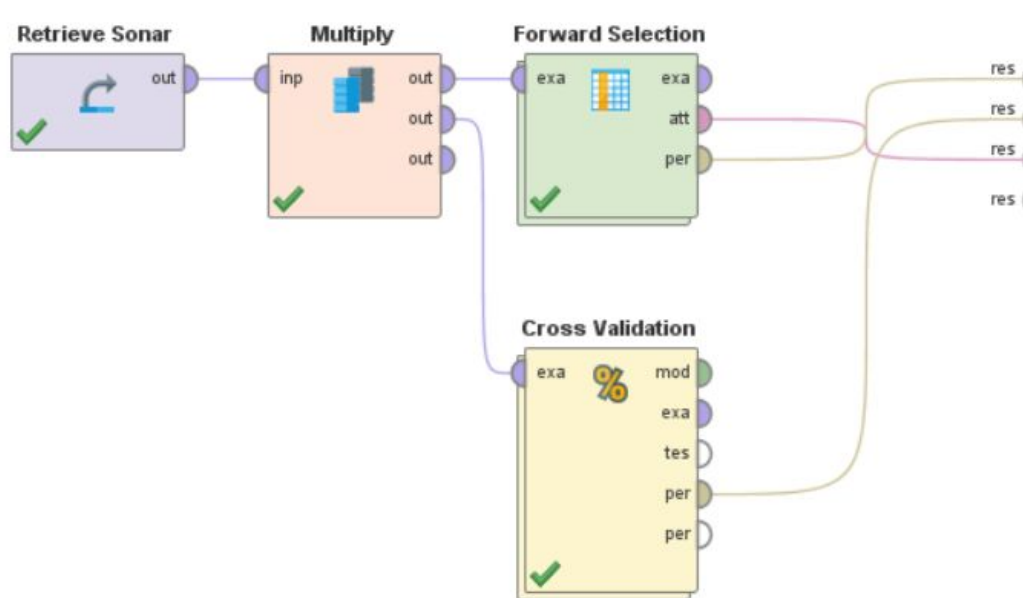 Retrieve Sonar
out
Multiply
inp
out
out
out
Forward Selection
exa
exa
att
per
res
res
res
res
Cross Validation
exa
%
mod
exa
tes
per
per